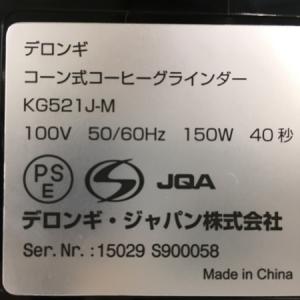 デロンギ
コーン式コーヒーグラインダー
KG521J-M
100V 50/60Hz 150W 40秒
PS
E
JQA
デロンギ・ジャパン株式会社
Ser. Nr. :15029 S900058
Made in China